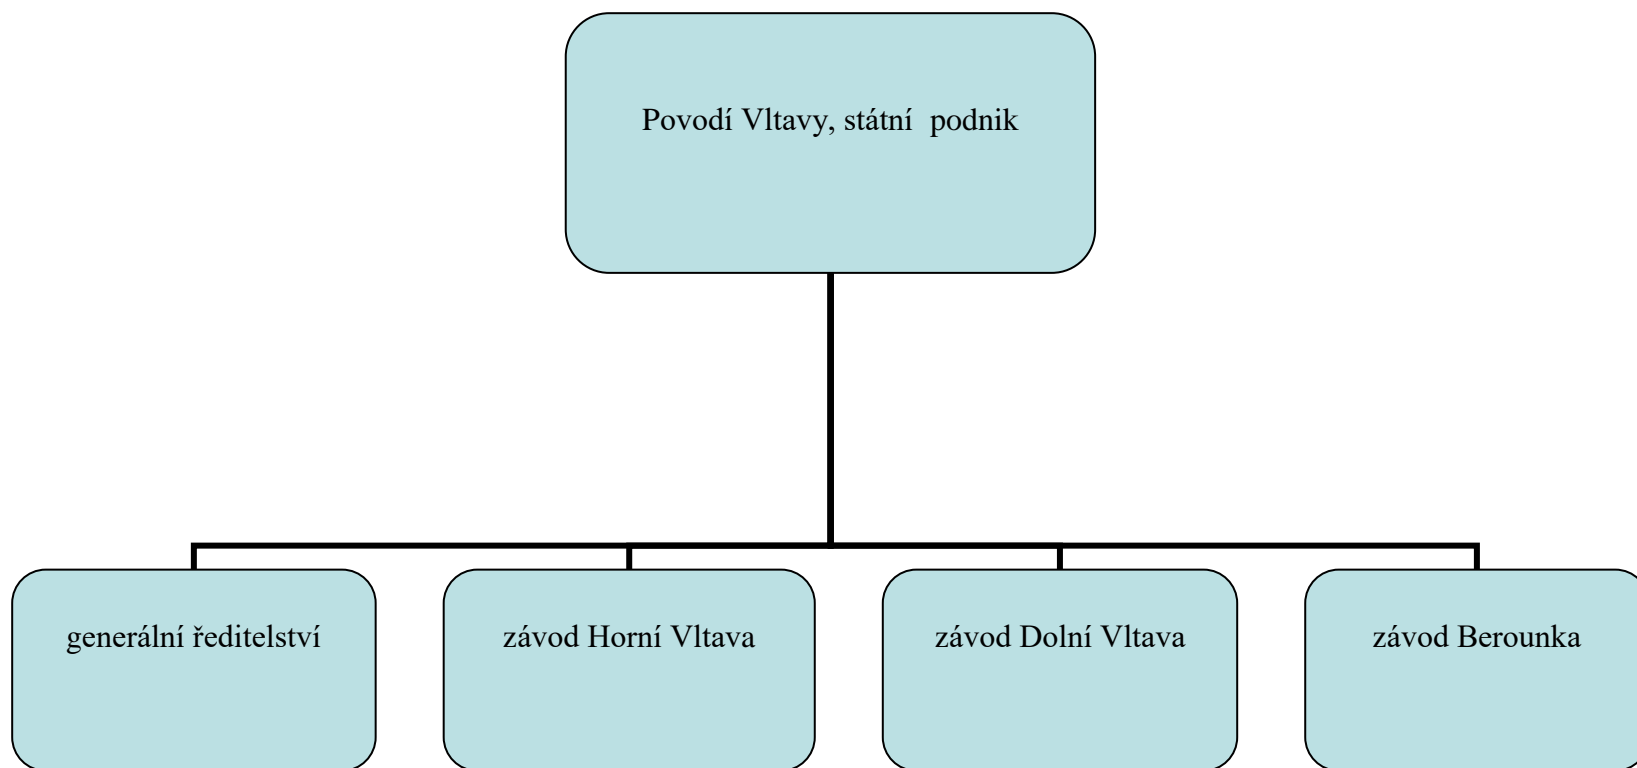 Povodí Vltavy, státní  podnik
generální ředitelství
závod Horní Vltava
závod Dolní Vltava
závod Berounka